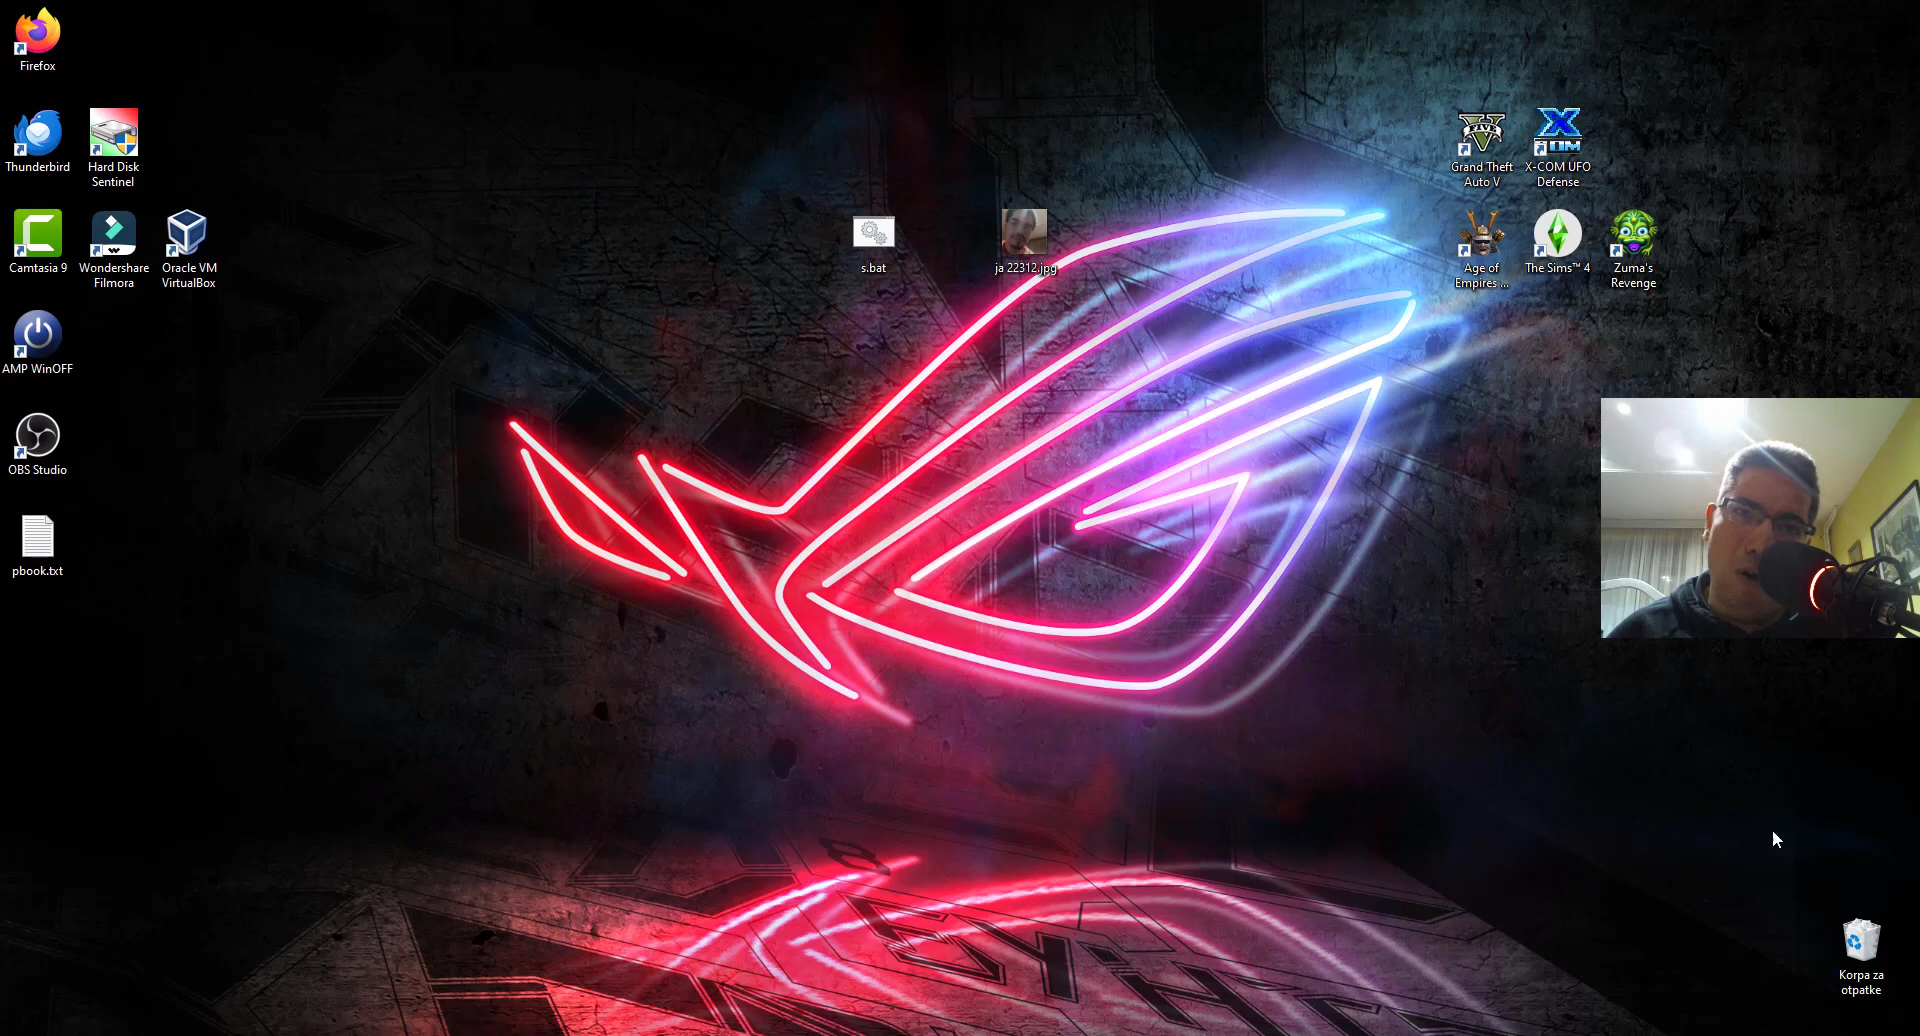 Firefox
Thunderbird
Hard Disk
Sentinel
Camtasia 9
Wondershare
Filmora
Oracle VM
VirtualBox
AMP WinOFF
OBS Studio
pbook.txt
s.bat
ja 22312.jpg
FIVE
Grand Theft
Auto V
X
COM
X-COM UFO
Defense
Age of
Empires ...
The Sims™ 4
Zuma's
Revenge
Korpa za
otpatke